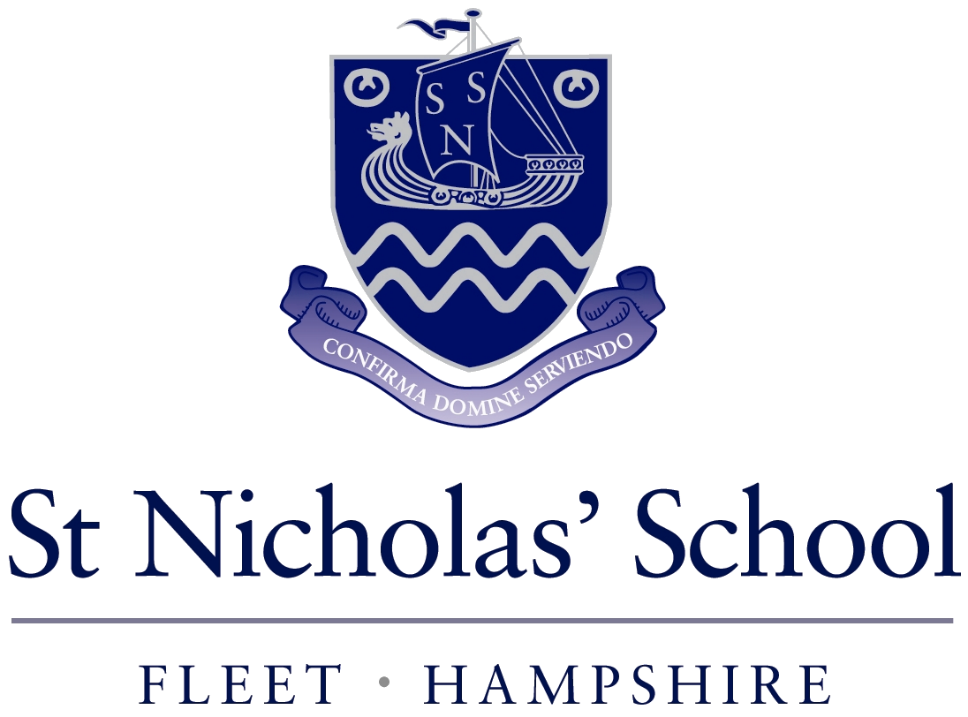 S S
N
CONFIRMA DOMINE SERVIENDO
St Nicholas’ School
FLEET • HAMPSHIRE